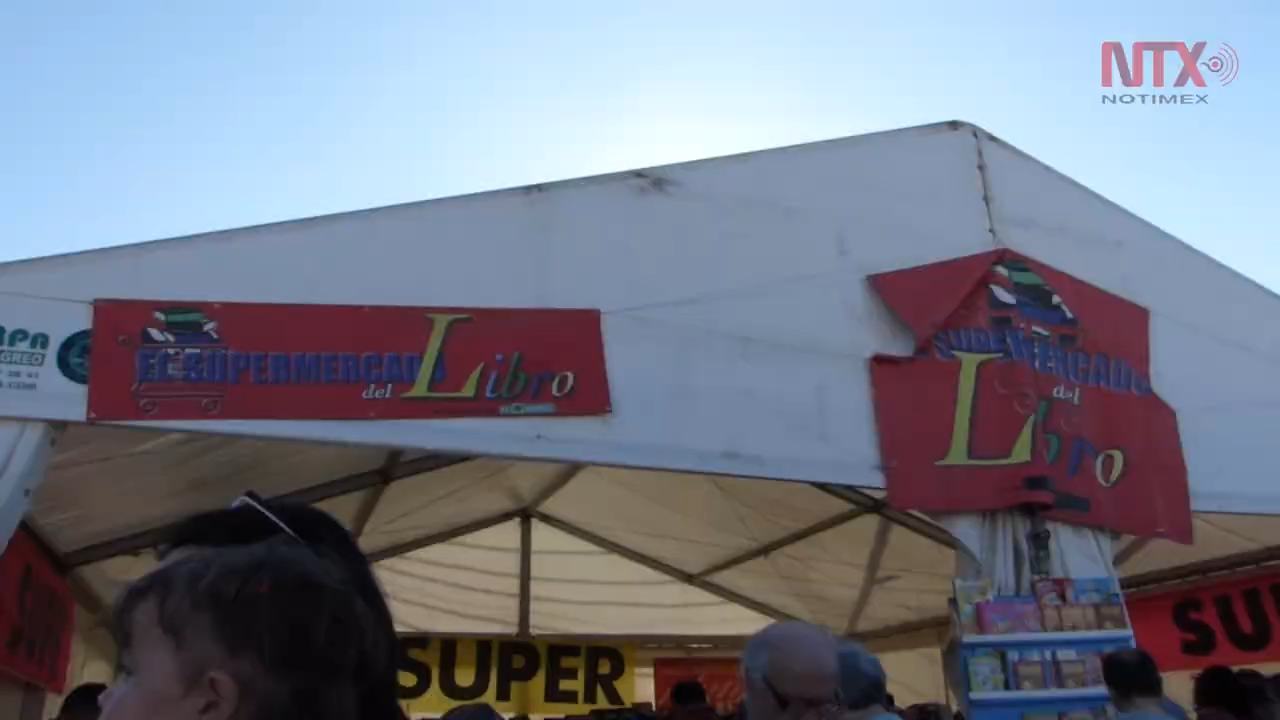 NTX
NOTIMEX
EL SUPERMERCADO
del Libro
SUPERMERCADO
del
Libro
SUPER
SU